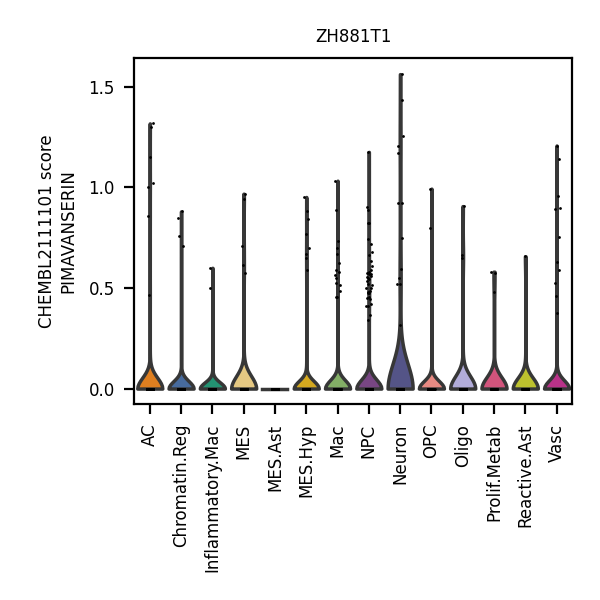 ZH881T1
CHEMBL2111101 score
PIMAVANSERIN
1.5
1.0
0.5
0.0
AC
Chromatin.Reg
Inflammatory.Mac
MES
MES.Ast
MES.Hyp
Mac
NPC
Neuron
OPC
Oligo
Prolif.Metab
Reactive.Ast
Vasc